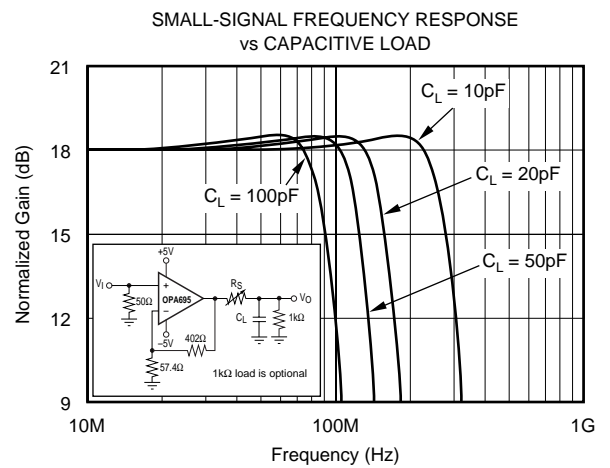 SMALL-SIGNAL FREQUENCY RESPONSE
vs CAPACITIVE LOAD
Normalized Gain (dB)
21
18
15
12
9
C_L = 10pF
C_L = 100pF
C_L = 20pF
C_L = 50pF
+5V
V_I
50Ω
+
−
OPA695
R_S
V_O
C_L
1kΩ
–5V
402Ω
57.4Ω
1kΩ load is optional
10M
100M
1G
Frequency (Hz)